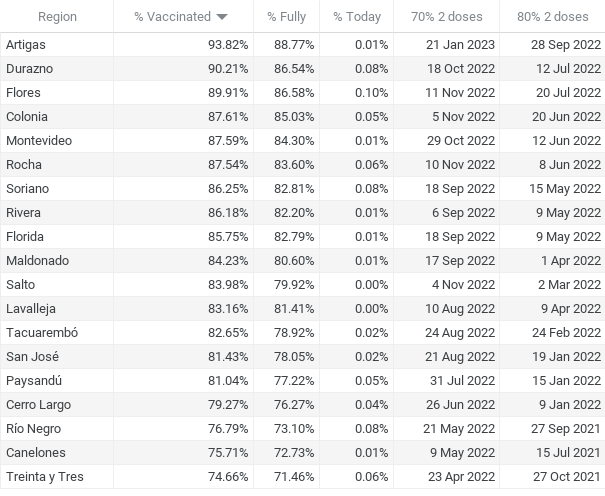 Region % Vaccinated % Fully % Today 70% 2 doses 80% 2 doses
Artigas 93.82% 88.77% 0.01% 21 Jan 2023 28 Sep 2022
Durazno 90.21% 86.54% 0.08% 18 Oct 2022 12 Jul 2022
Flores 89.91% 86.58% 0.10% 11 Nov 2022 20 Jul 2022
Colonia 87.61% 85.03% 0.05% 5 Nov 2022 20 Jun 2022
Montevideo 87.59% 84.30% 0.01% 29 Oct 2022 12 Jun 2022
Rocha 87.54% 83.60% 0.06% 10 Nov 2022 8 Jun 2022
Soriano 86.25% 82.81% 0.08% 18 Sep 2022 15 May 2022
Rivera 86.18% 82.20% 0.01% 6 Sep 2022 9 May 2022
Florida 85.75% 82.79% 0.01% 18 Sep 2022 9 May 2022
Maldonado 84.23% 80.60% 0.01% 17 Sep 2022 1 Apr 2022
Salto 83.98% 79.92% 0.00% 4 Nov 2022 2 Mar 2022
Lavalleja 83.16% 81.41% 0.00% 10 Aug 2022 9 Apr 2022
Tacuarembó 82.65% 78.92% 0.02% 24 Aug 2022 24 Feb 2022
San José 81.43% 78.05% 0.02% 21 Aug 2022 19 Jan 2022
Paysandú 81.04% 77.22% 0.05% 31 Jul 2022 15 Jan 2022
Cerro Largo 79.27% 76.27% 0.04% 26 Jun 2022 9 Jan 2022
Río Negro 76.79% 73.10% 0.08% 21 May 2022 27 Sep 2021
Canelones 75.71% 72.73% 0.01% 9 May 2022 15 Jul 2021
Treinta y Tres 74.66% 71.46% 0.06% 23 Apr 2022 27 Oct 2021